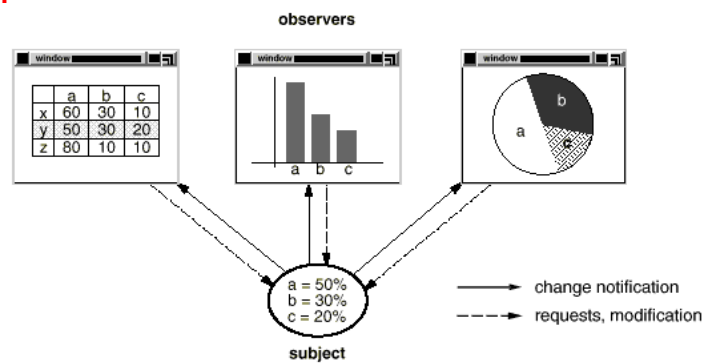 observers
window
window
window
a b c
x 60 30 10
y 50 30 20
z 80 10 10
a b c
a
b
c
a = 50%
b = 30%
c = 20%
subject
change notification
requests, modification